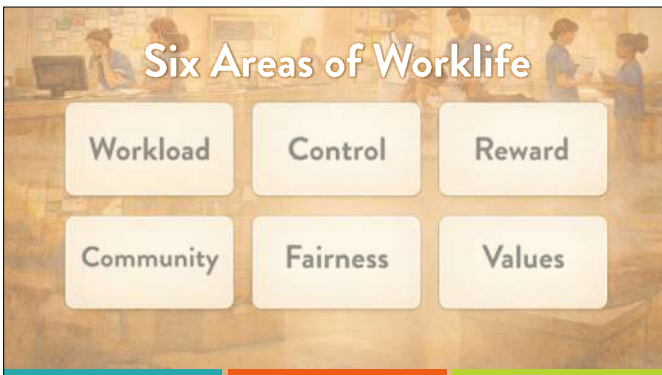 Six Areas of Worklife
Workload
Control
Reward
Community
Fairness
Values